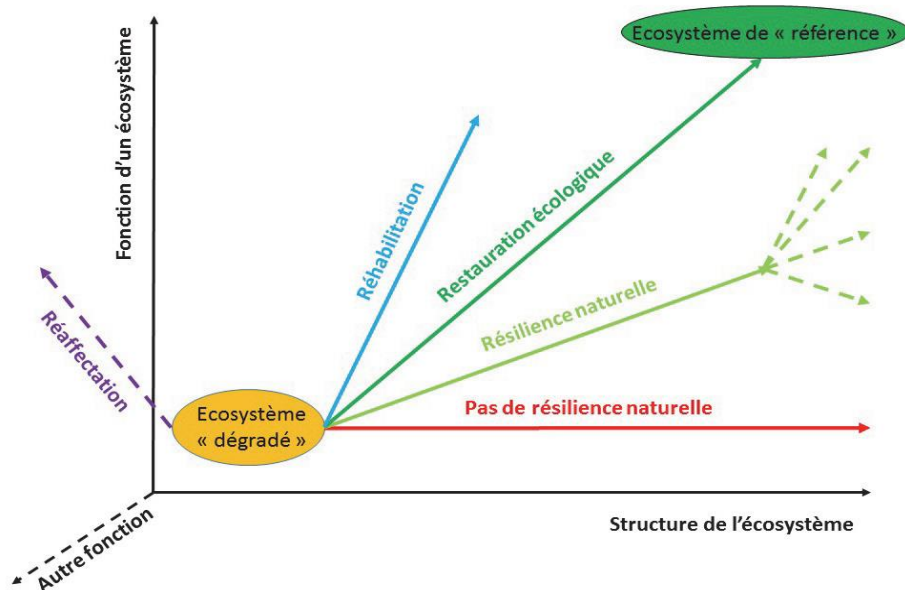 Fonction d'un écosystème
Ecosystème de « référence »
Réhabilitation
Restauration écologique
Résilience naturelle
Réaffectation
Ecosystème
« dégradé »
Pas de résilience naturelle
Structure de l'écosystème
Autre fonction